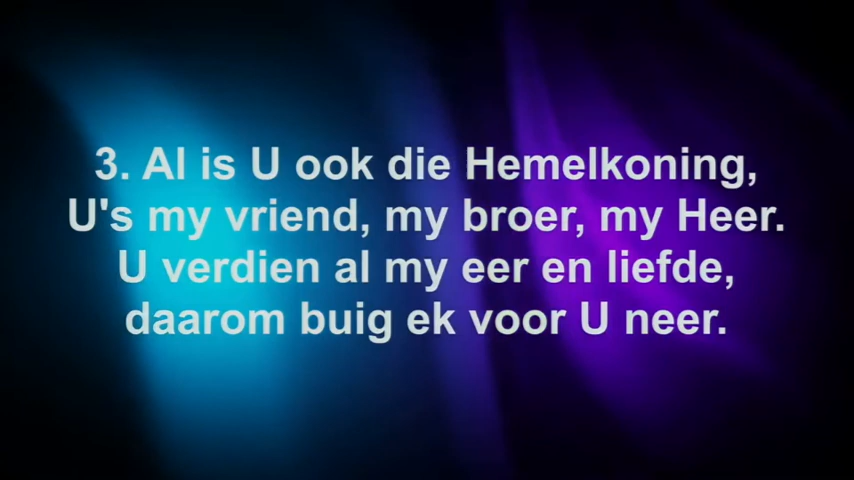 3. Al is U ook die Hemelkoning,
U's my vriend, my broer, my Heer.
U verdien al my eer en liefde,
daarom buig ek voor U neer.